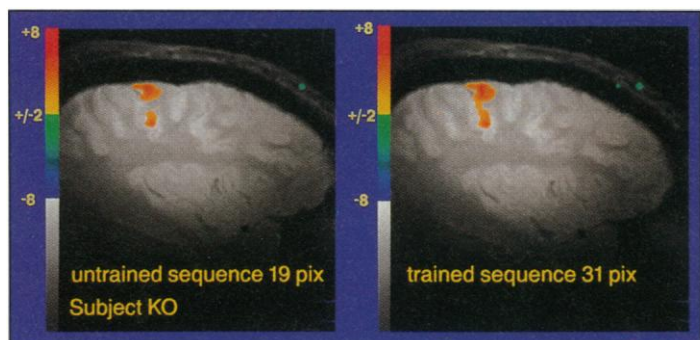 +8
+/-2
-8
untrained sequence 19 pix
Subject KO
+8
+/-2
-8
trained sequence 31 pix